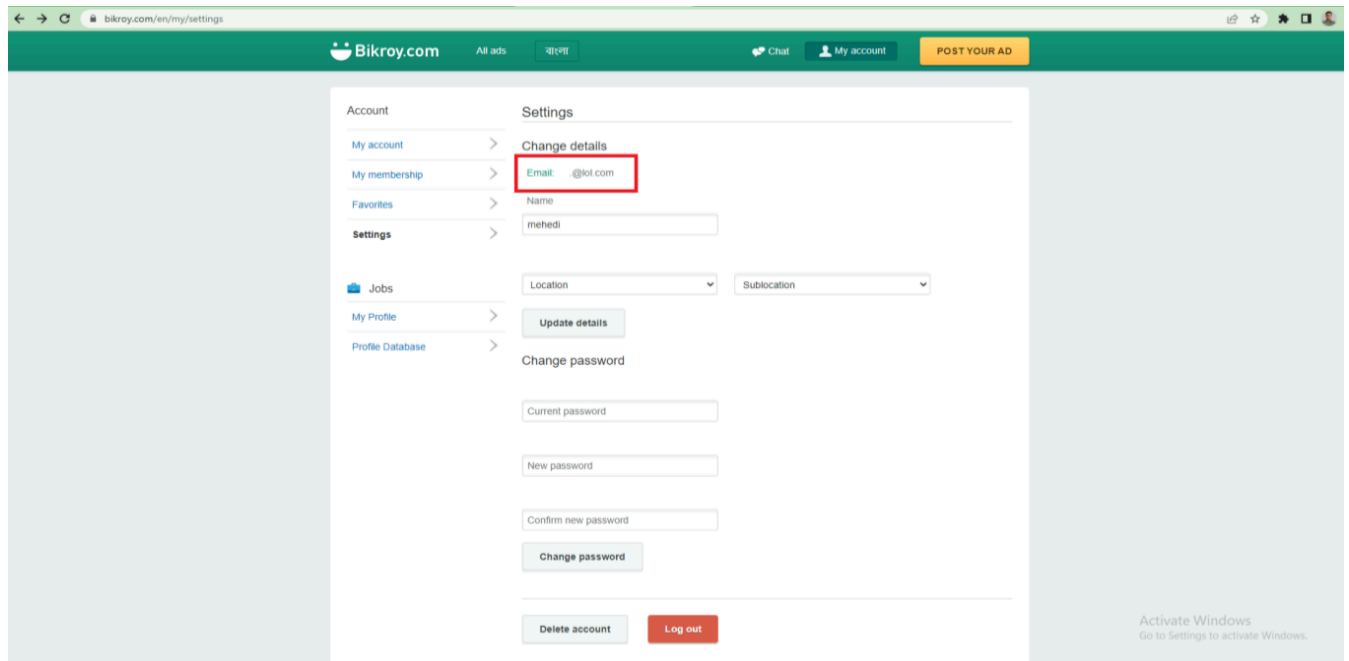 bikroy.com/en/my/settings
Bikroy.com All ads বাংলা Chat My account POST YOUR AD
Account
My account
My membership
Favorites
Settings
Jobs
My Profile
Profile Database
Settings
Change details
Email: .@lol.com
Name
mehedi
Location Sublocation
Update details
Change password
Current password
New password
Confirm new password
Change password
Delete account Log out
Activate Windows
Go to Settings to activate Windows.